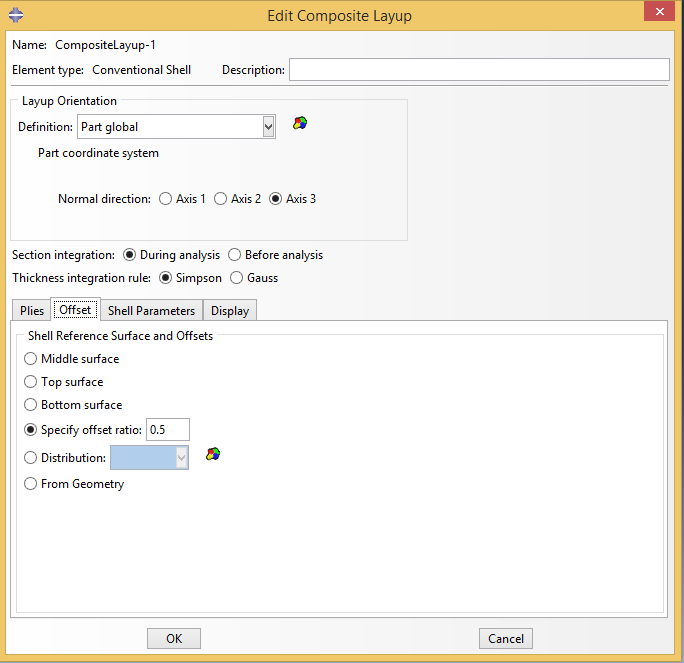 Edit Composite Layup
Name: CompositeLayup-1
Element type: Conventional Shell Description:
Layup Orientation
Definition: Part global
Part coordinate system
Normal direction: Axis 1 Axis 2 Axis 3
Section integration: During analysis Before analysis
Thickness integration rule: Simpson Gauss
Plies Offset Shell Parameters Display
Shell Reference Surface and Offsets
Middle surface
Top surface
Bottom surface
Specify offset ratio: 0.5
Distribution:
From Geometry
OK Cancel